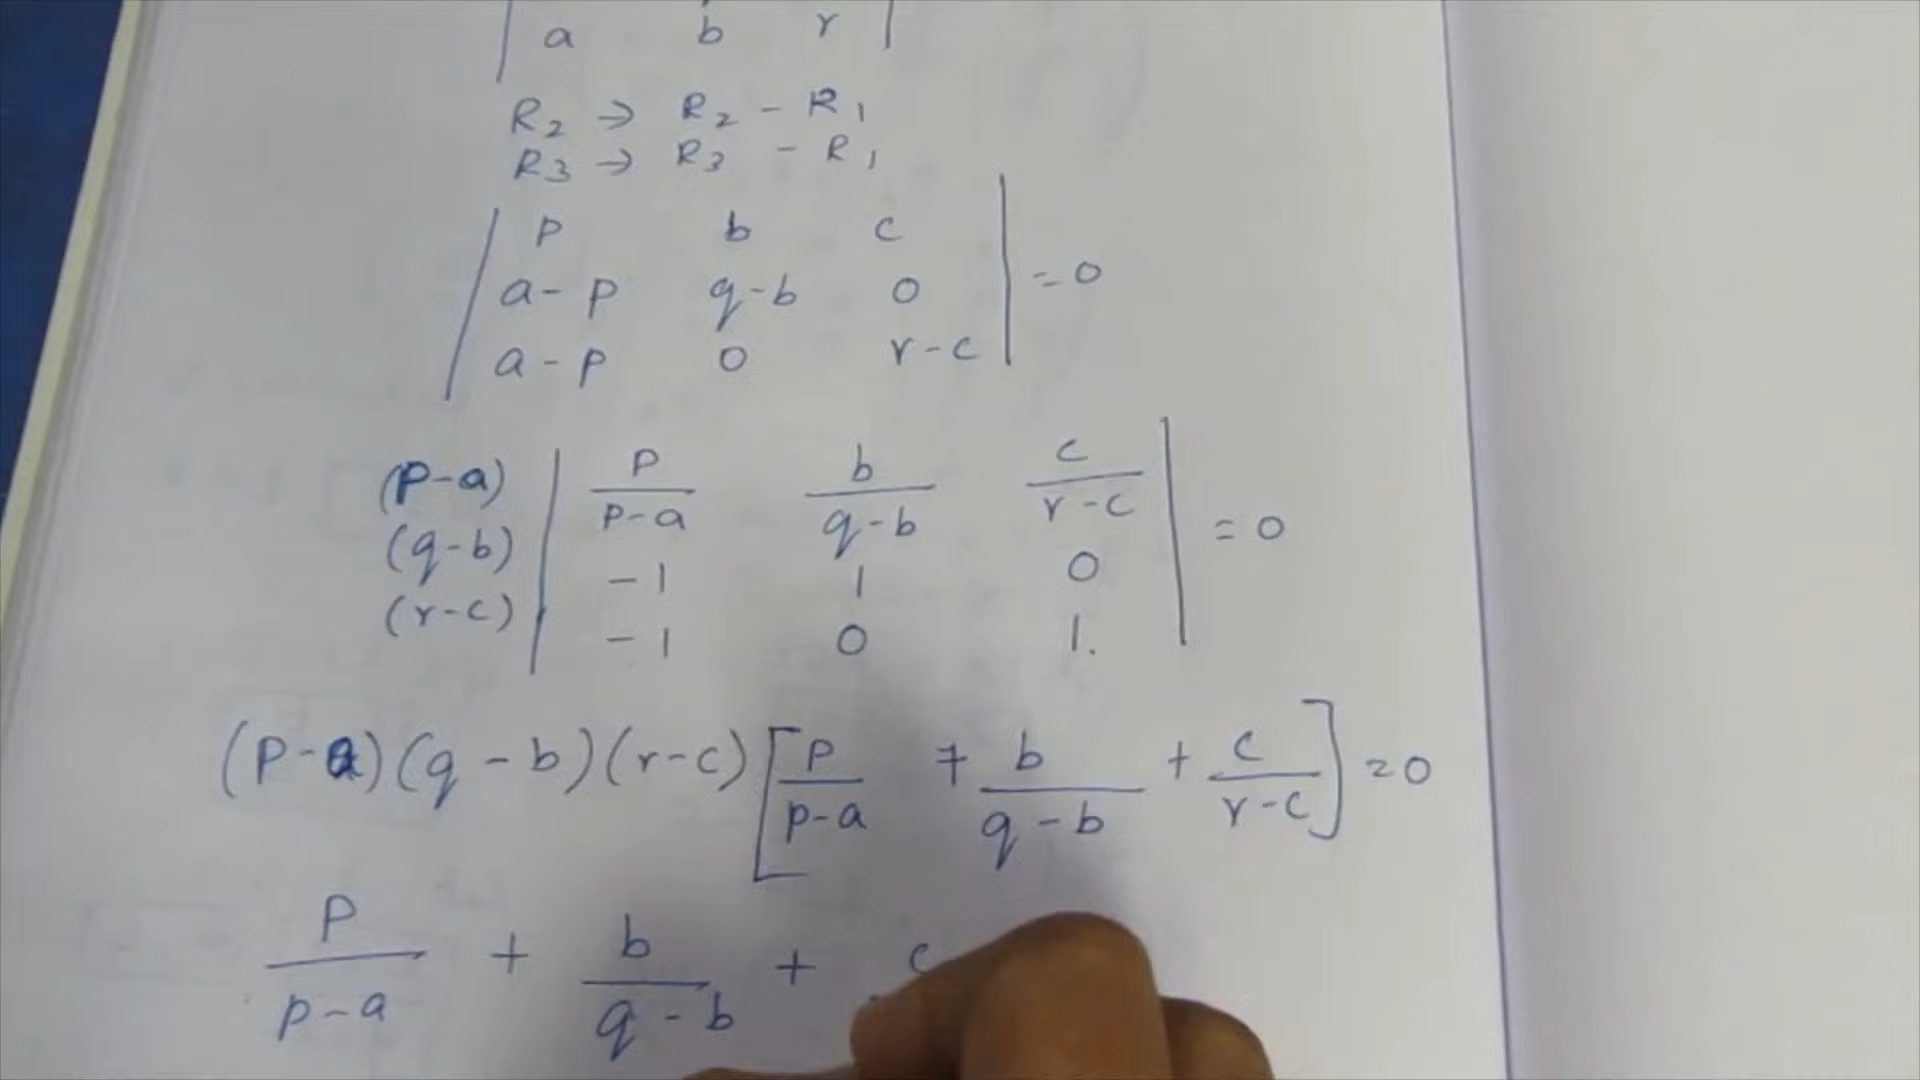 | a b r |
R₂ → R₂ - R₁
R₃ → R₃ - R₁
| p b c |
| a-p q-b 0 | = 0
| a-p 0 r-c |
(p-a) | p/(p-a) b/(q-b) c/(r-c) |
(q-b) | -1 1 0 | = 0
(r-c) | -1 0 1. |
(p-a)(q-b)(r-c) [ p/(p-a) + b/(q-b) + c/(r-c) ] = 0
p/(p-a) + b/(q-b) + c